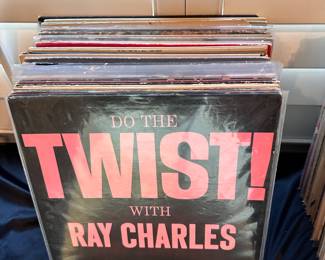 DO THE
TWIST!
WITH
RAY CHARLES